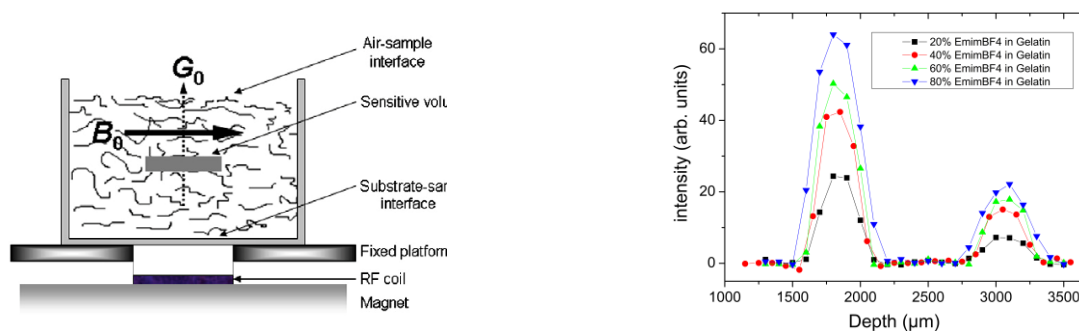 Air-sample
interface
G₀
Sensitive volu
B₀
Substrate-sar
interface
Fixed platform
RF coil
Magnet
60
40
20
0
intensity (arb. units)
20% EmimBF4 in Gelatin
40% EmimBF4 in Gelatin
60% EmimBF4 in Gelatin
80% EmimBF4 in Gelatin
1000 1500 2000 2500 3000 3500
Depth (μm)